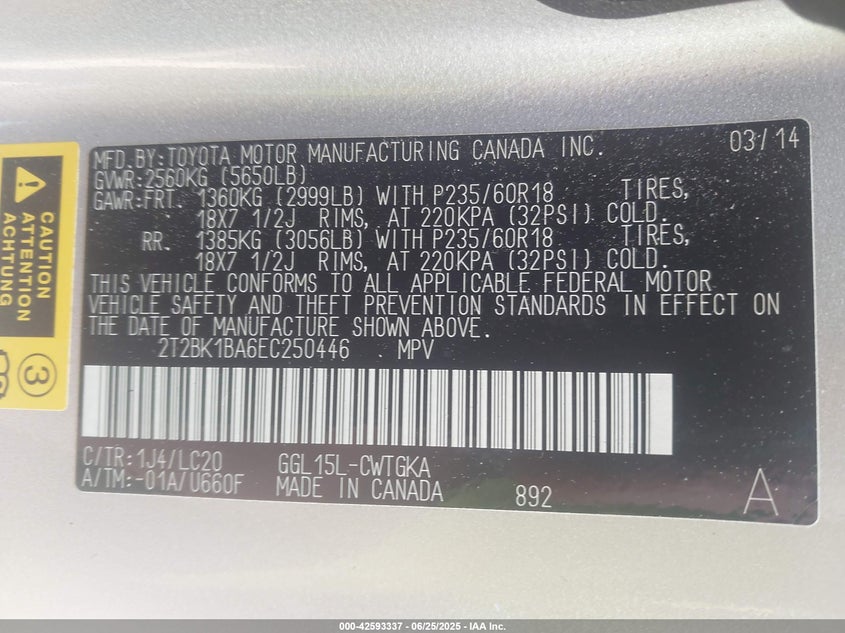 MFD.BY:TOYOTA MOTOR MANUFACTURING CANADA INC. 03/14
GVWR:2560KG (5650LB)
GAWR:FRT. 1360KG (2999LB) WITH P235/60R18 TIRES,
18X7 1/2J RIMS, AT 220KPA (32PSI) COLD.
RR. 1385KG (3056LB) WITH P235/60R18 TIRES,
18X7 1/2J RIMS, AT 220KPA (32PSI) COLD.
THIS VEHICLE CONFORMS TO ALL APPLICABLE FEDERAL MOTOR
VEHICLE SAFETY AND THEFT PREVENTION STANDARDS IN EFFECT ON
THE DATE OF MANUFACTURE SHOWN ABOVE.
2T2BK1BA6EC250446 MPV
C/TR:1J4/LC20 GGL15L-CWTGKA
A/TM:-01A/U660F MADE IN CANADA 892 A
CAUTION
ATTENTION
ACHTUNG
3
000-42593337 - 06/25/2025 - IAA Inc.